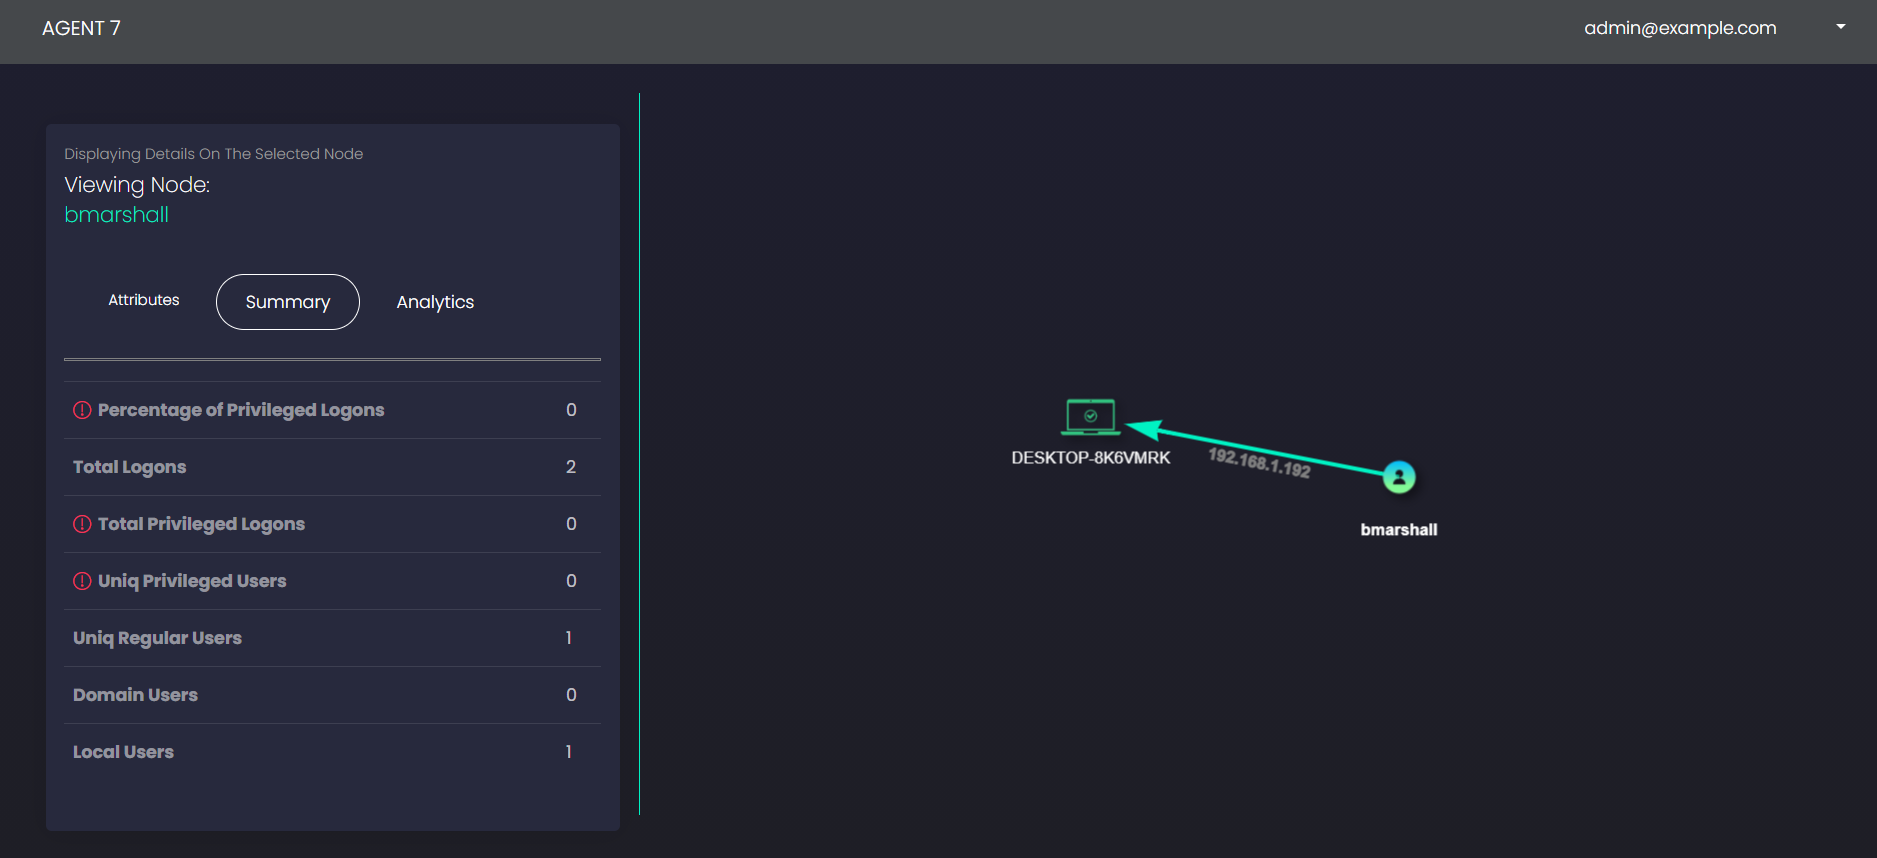 AGENT 7
admin@example.com
Displaying Details On The Selected Node
Viewing Node:
bmarshall
Attributes
Summary
Analytics
Percentage of Privileged Logons 0
Total Logons 2
Total Privileged Logons 0
Uniq Privileged Users 0
Uniq Regular Users 1
Domain Users 0
Local Users 1
DESKTOP-8K6VMRK
192.168.1.192
bmarshall